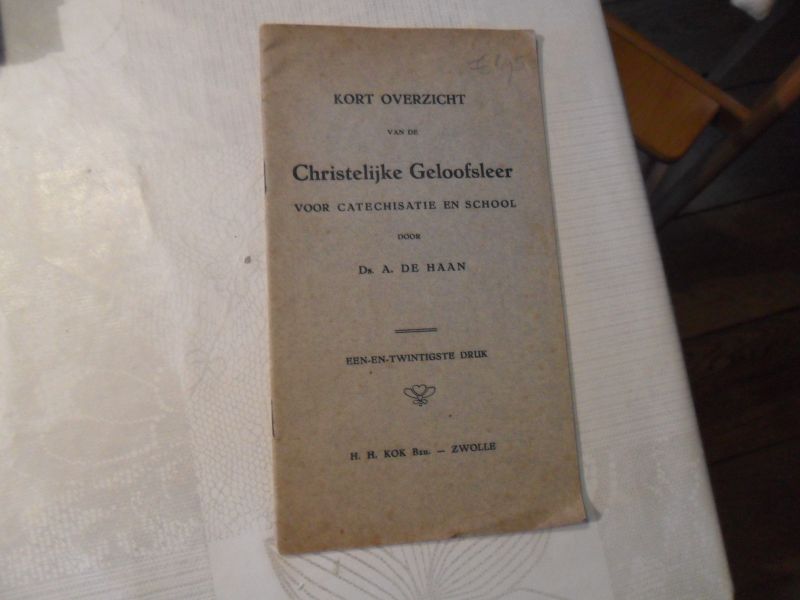 KORT OVERZICHT
VAN DE
Christelijke Geloofsleer
VOOR CATECHISATIE EN SCHOOL
DOOR
Ds. A. DE HAAN
EEN-EN-TWINTIGSTE DRUK
H. H. KOK Bzn. — ZWOLLE